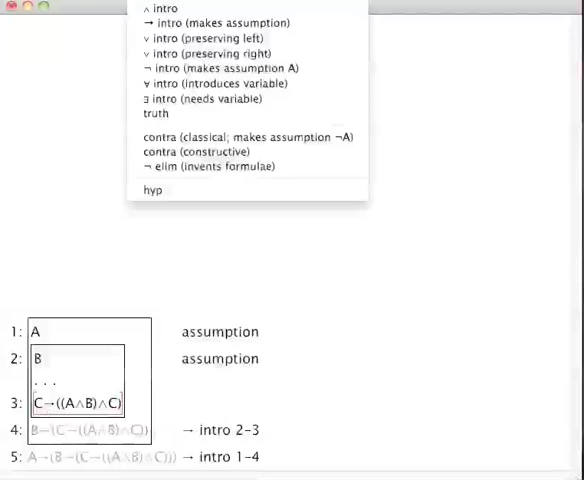 ∧ intro
→ intro (makes assumption)
∨ intro (preserving left)
∨ intro (preserving right)
¬ intro (makes assumption A)
∀ intro (introduces variable)
∃ intro (needs variable)
truth
contra (classical; makes assumption ¬A)
contra (constructive)
¬ elim (invents formulae)
hyp
1: A assumption
2: B assumption
...
3: C→((A∧B)∧C)
4: B→(C→((A∧B)∧C)) → intro 2-3
5: A→(B→(C→((A∧B)∧C))) → intro 1-4